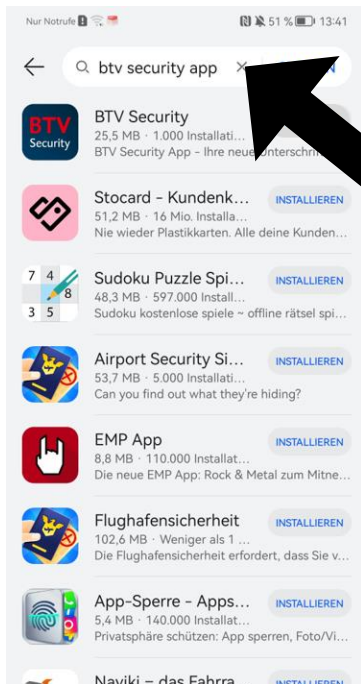 Nur Notrufe
51 % 13:41
btv security app
N
BTV
Security
BTV Security
25,5 MB · 1.000 Installati...
BTV Security App – Ihre neue Unterschri
Stocard – Kundenk...
INSTALLIEREN
51,2 MB · 16 Mio. Installa...
Nie wieder Plastikkarten. Alle deine Kunden...
7 4
8
3 5
Sudoku Puzzle Spi...
INSTALLIEREN
48,3 MB · 597.000 Install...
Sudoku kostenlose spiele ~ offline rätsel spi...
Airport Security Si...
INSTALLIEREN
53,7 MB · 5.000 Installati...
Can you find out what they're hiding?
EMP App
INSTALLIEREN
8,8 MB · 110.000 Installat...
Die neue EMP App: Rock & Metal zum Mitne...
Flughafensicherheit
INSTALLIEREN
102,6 MB · Weniger als 1 ...
Die Flughafensicherheit erfordert, dass Sie v...
App-Sperre – Apps...
INSTALLIEREN
5,4 MB · 140.000 Installat...
Privatsphäre schützen: App sperren, Foto/Vi...
Naviki – das Fahrra
INSTALLIEREN